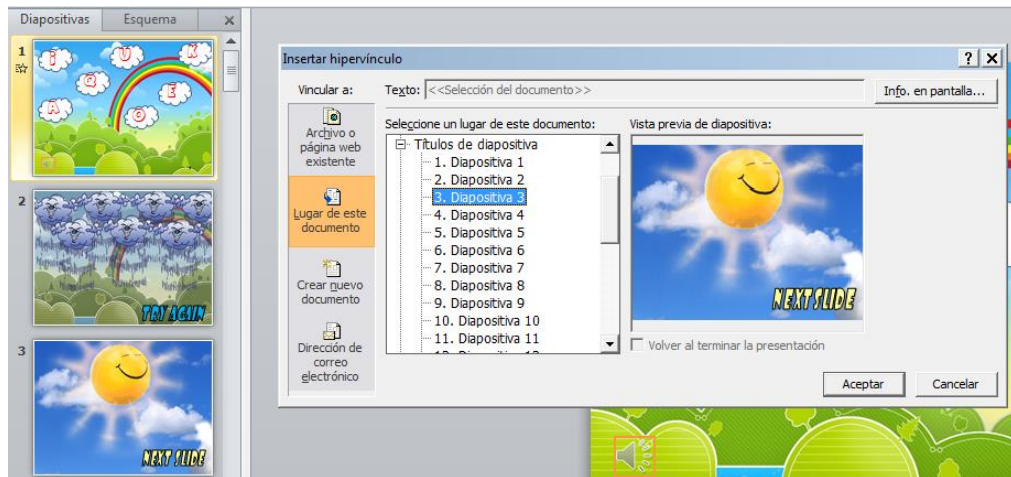 Diapositivas
Esquema
1
i
U
K
A
O
E
2
TRY AGAIN
3
NEXT SLIDE
Insertar hipervínculo
Vincular a:
Texto:
<<Selección del documento>>
Info. en pantalla...
Archivo o
página web
existente
Lugar de este
documento
Crear nuevo
documento
Dirección de
correo
electrónico
Seleccione un lugar de este documento:
Títulos de diapositiva
1. Diapositiva 1
2. Diapositiva 2
3. Diapositiva 3
4. Diapositiva 4
5. Diapositiva 5
6. Diapositiva 6
7. Diapositiva 7
8. Diapositiva 8
9. Diapositiva 9
10. Diapositiva 10
11. Diapositiva 11
Vista previa de diapositiva:
NEXT SLIDE
Volver al terminar la presentación
Aceptar
Cancelar